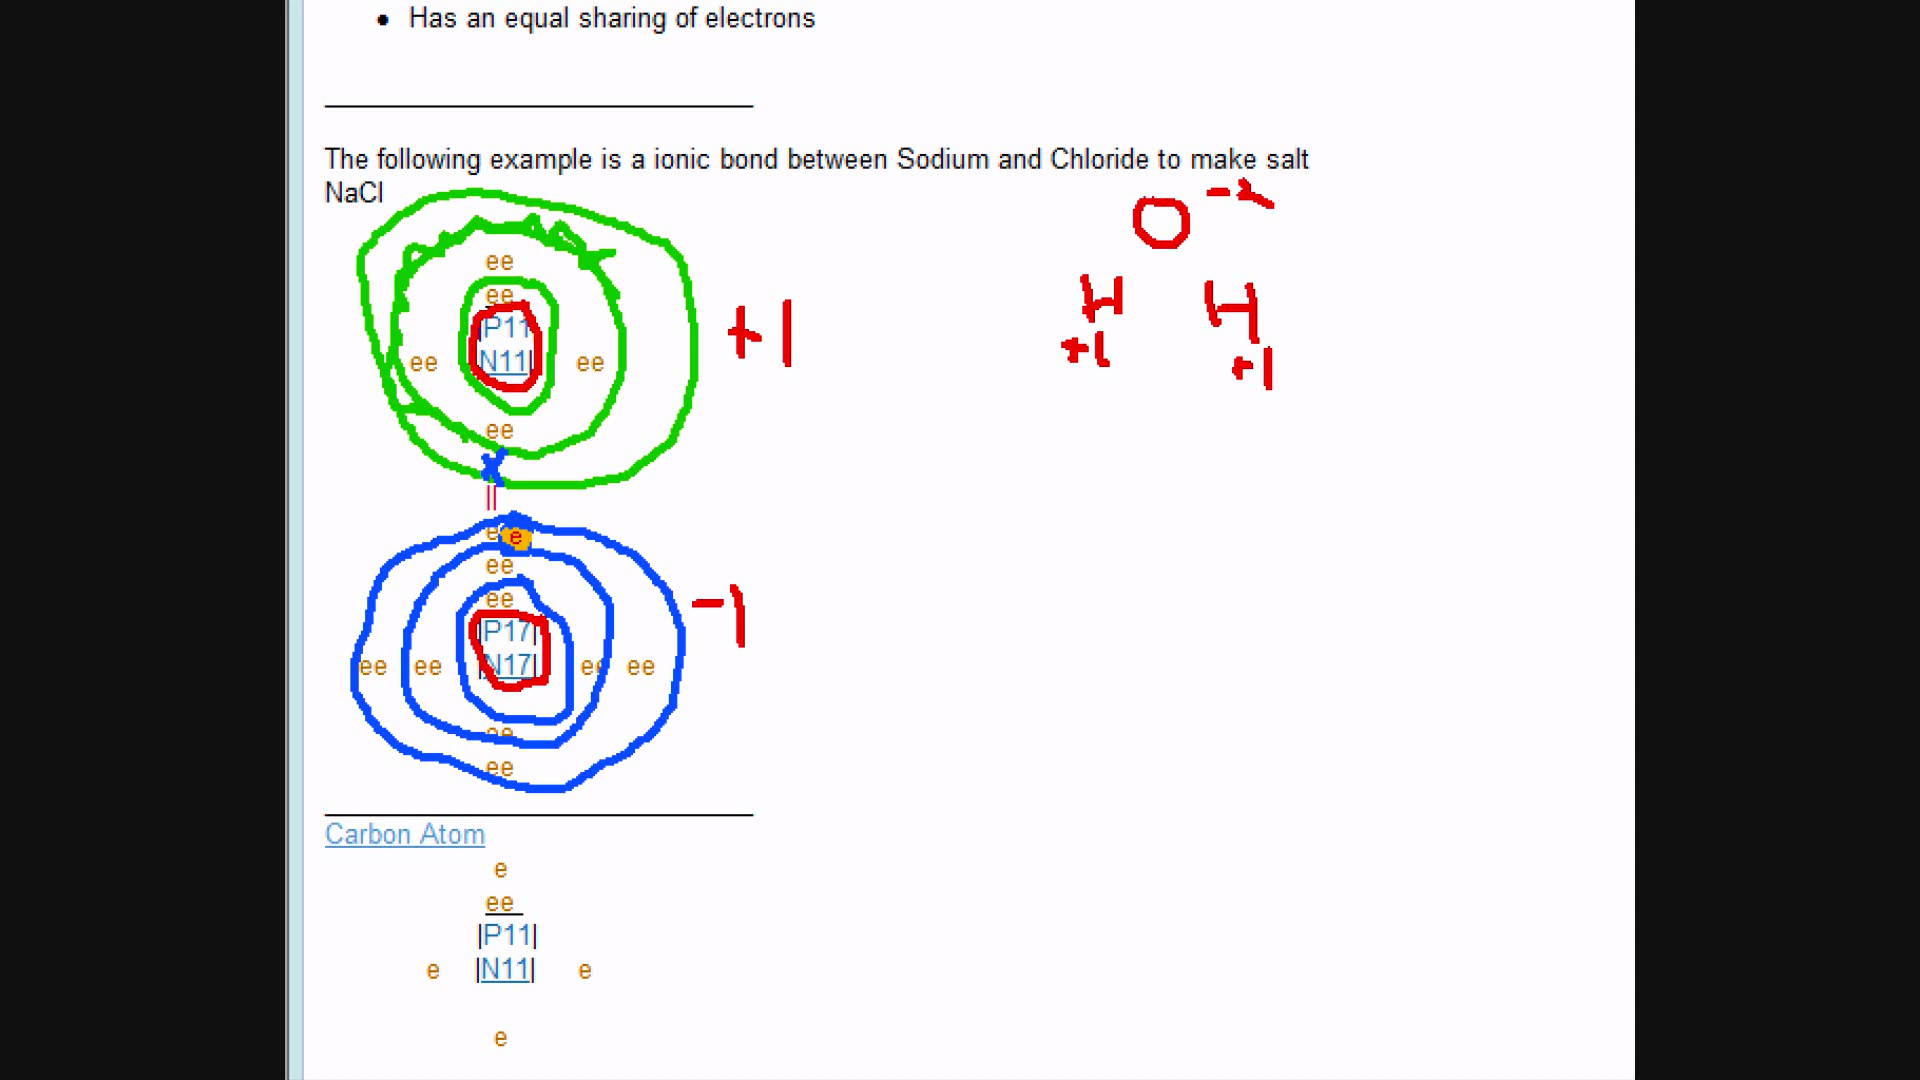 • Has an equal sharing of electrons
The following example is a ionic bond between Sodium and Chloride to make salt
NaCl
O -2
ee
ee
H H
|P11|
+1
N11|
ee ee
+1 +1
ee
x
||
e e
ee
ee
-1
|P17|
ee ee |N17| ee ee
ee
ee
Carbon Atom
e
ee
|P11|
e |N11| e
e